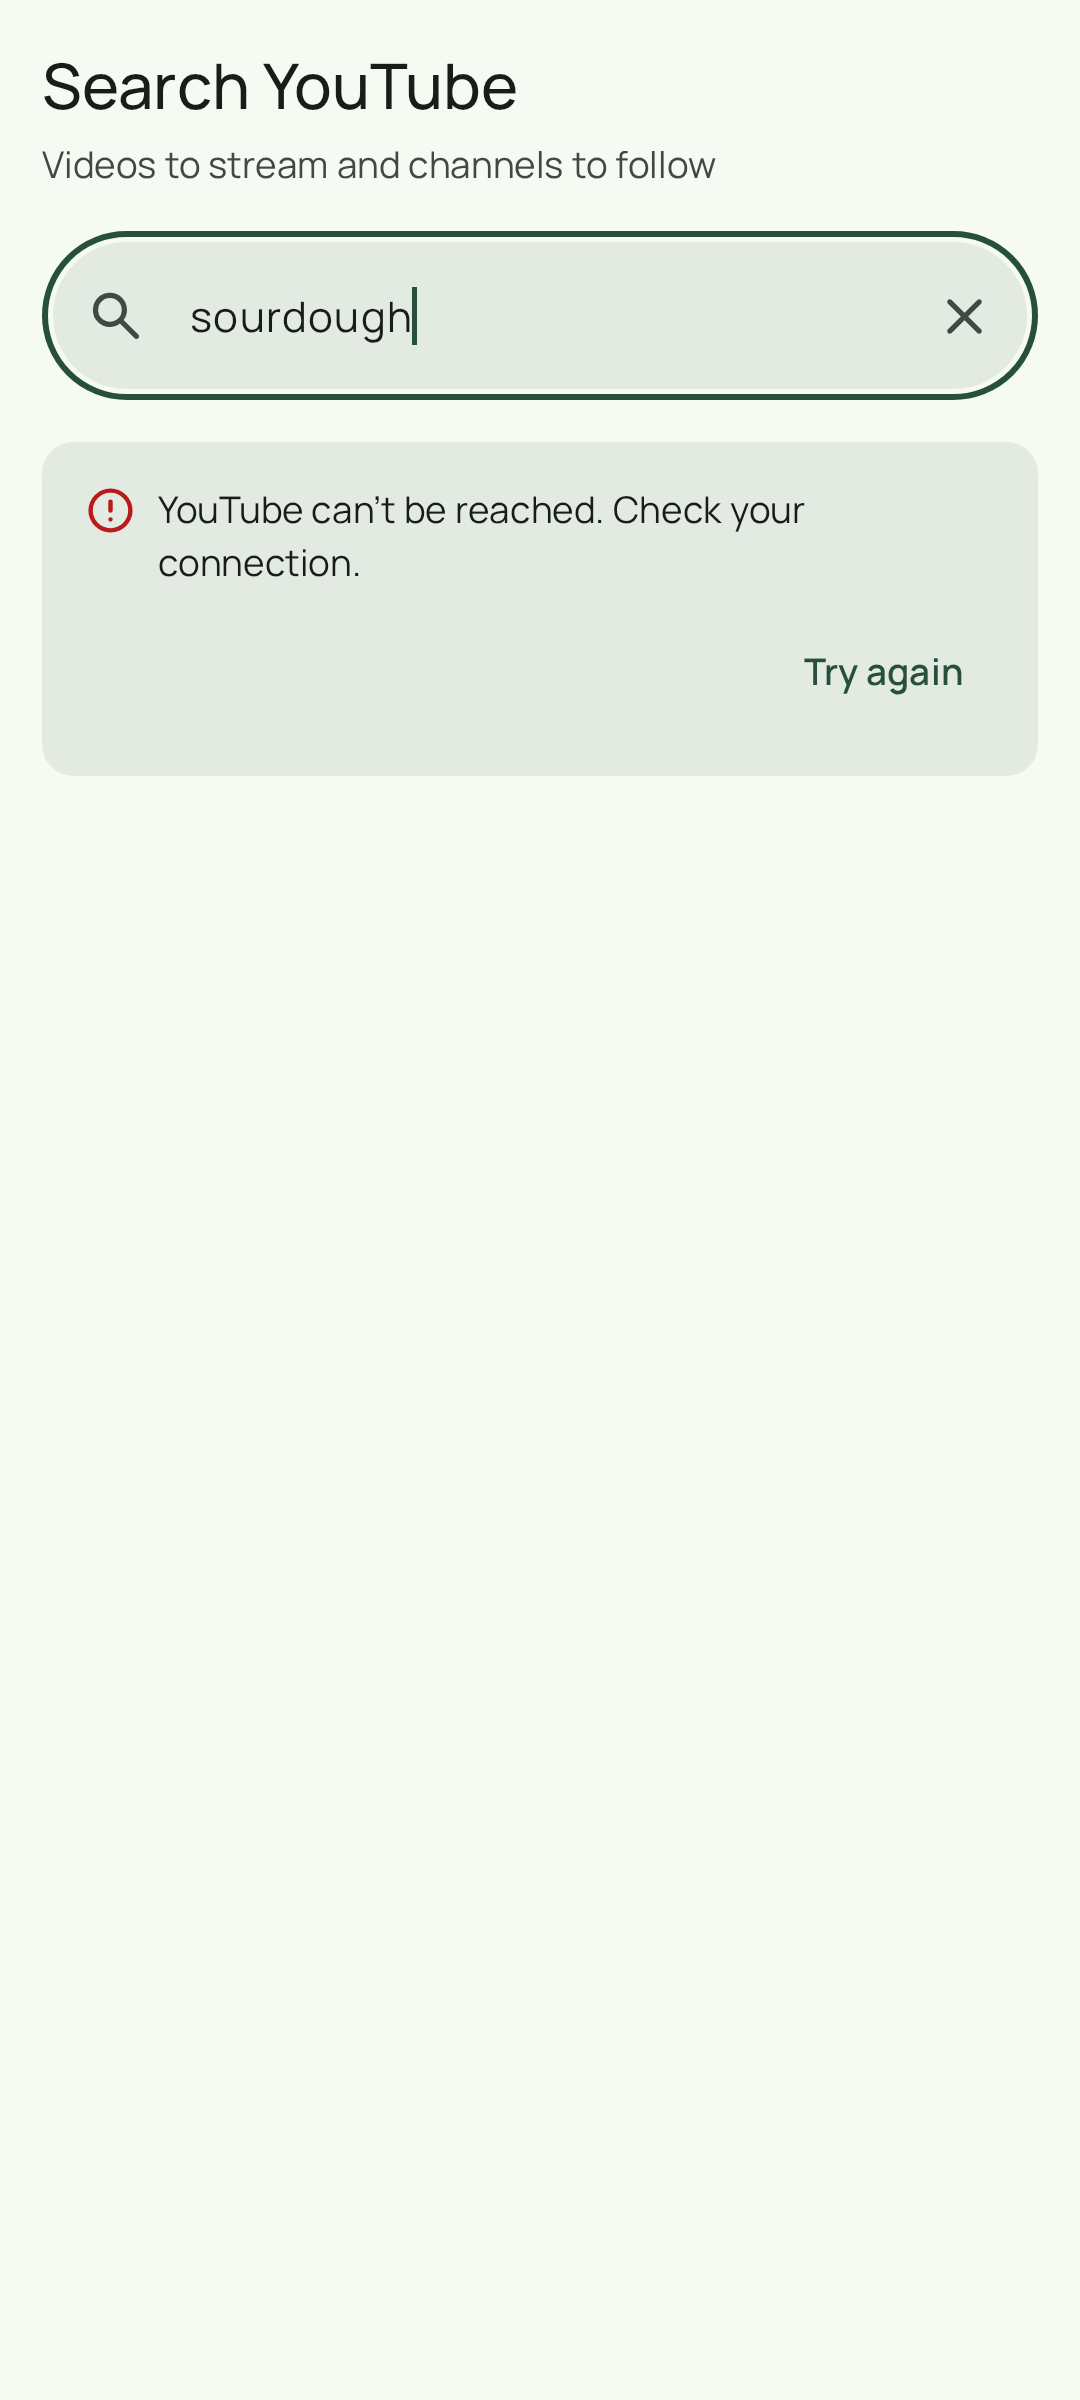 Search YouTube
Videos to stream and channels to follow
sourdough
YouTube can’t be reached. Check your
connection.
Try again